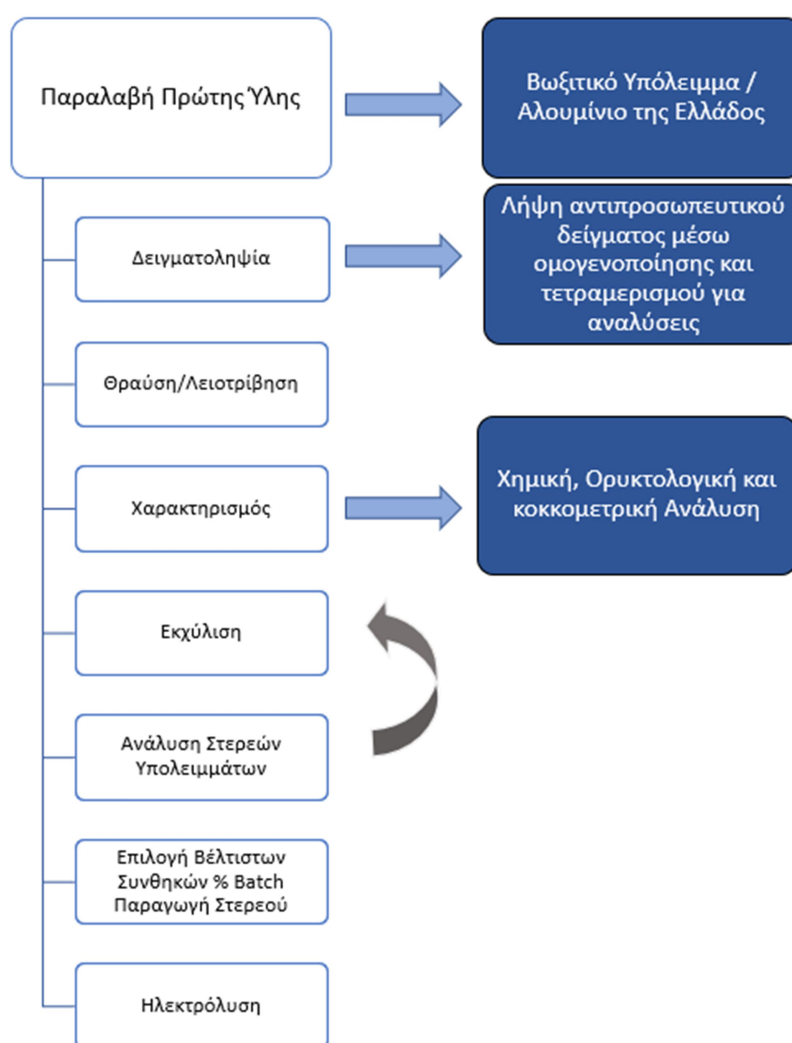 Παραλαβή Πρώτης Ύλης
Βωξιτικό Υπόλειμμα /
Αλουμίνιο της Ελλάδος
Δειγματοληψία
Λήψη αντιπροσωπευτικού
δείγματος μέσω
ομογενοποίησης και
τετραμερισμού για
αναλύσεις
Θραύση/Λειοτρίβηση
Χαρακτηρισμός
Χημική, Ορυκτολογική και
κοκκομετρική Ανάλυση
Εκχύλιση
Ανάλυση Στερεών
Υπολειμμάτων
Επιλογή Βέλτιστων
Συνθηκών % Batch
Παραγωγή Στερεού
Ηλεκτρόλυση